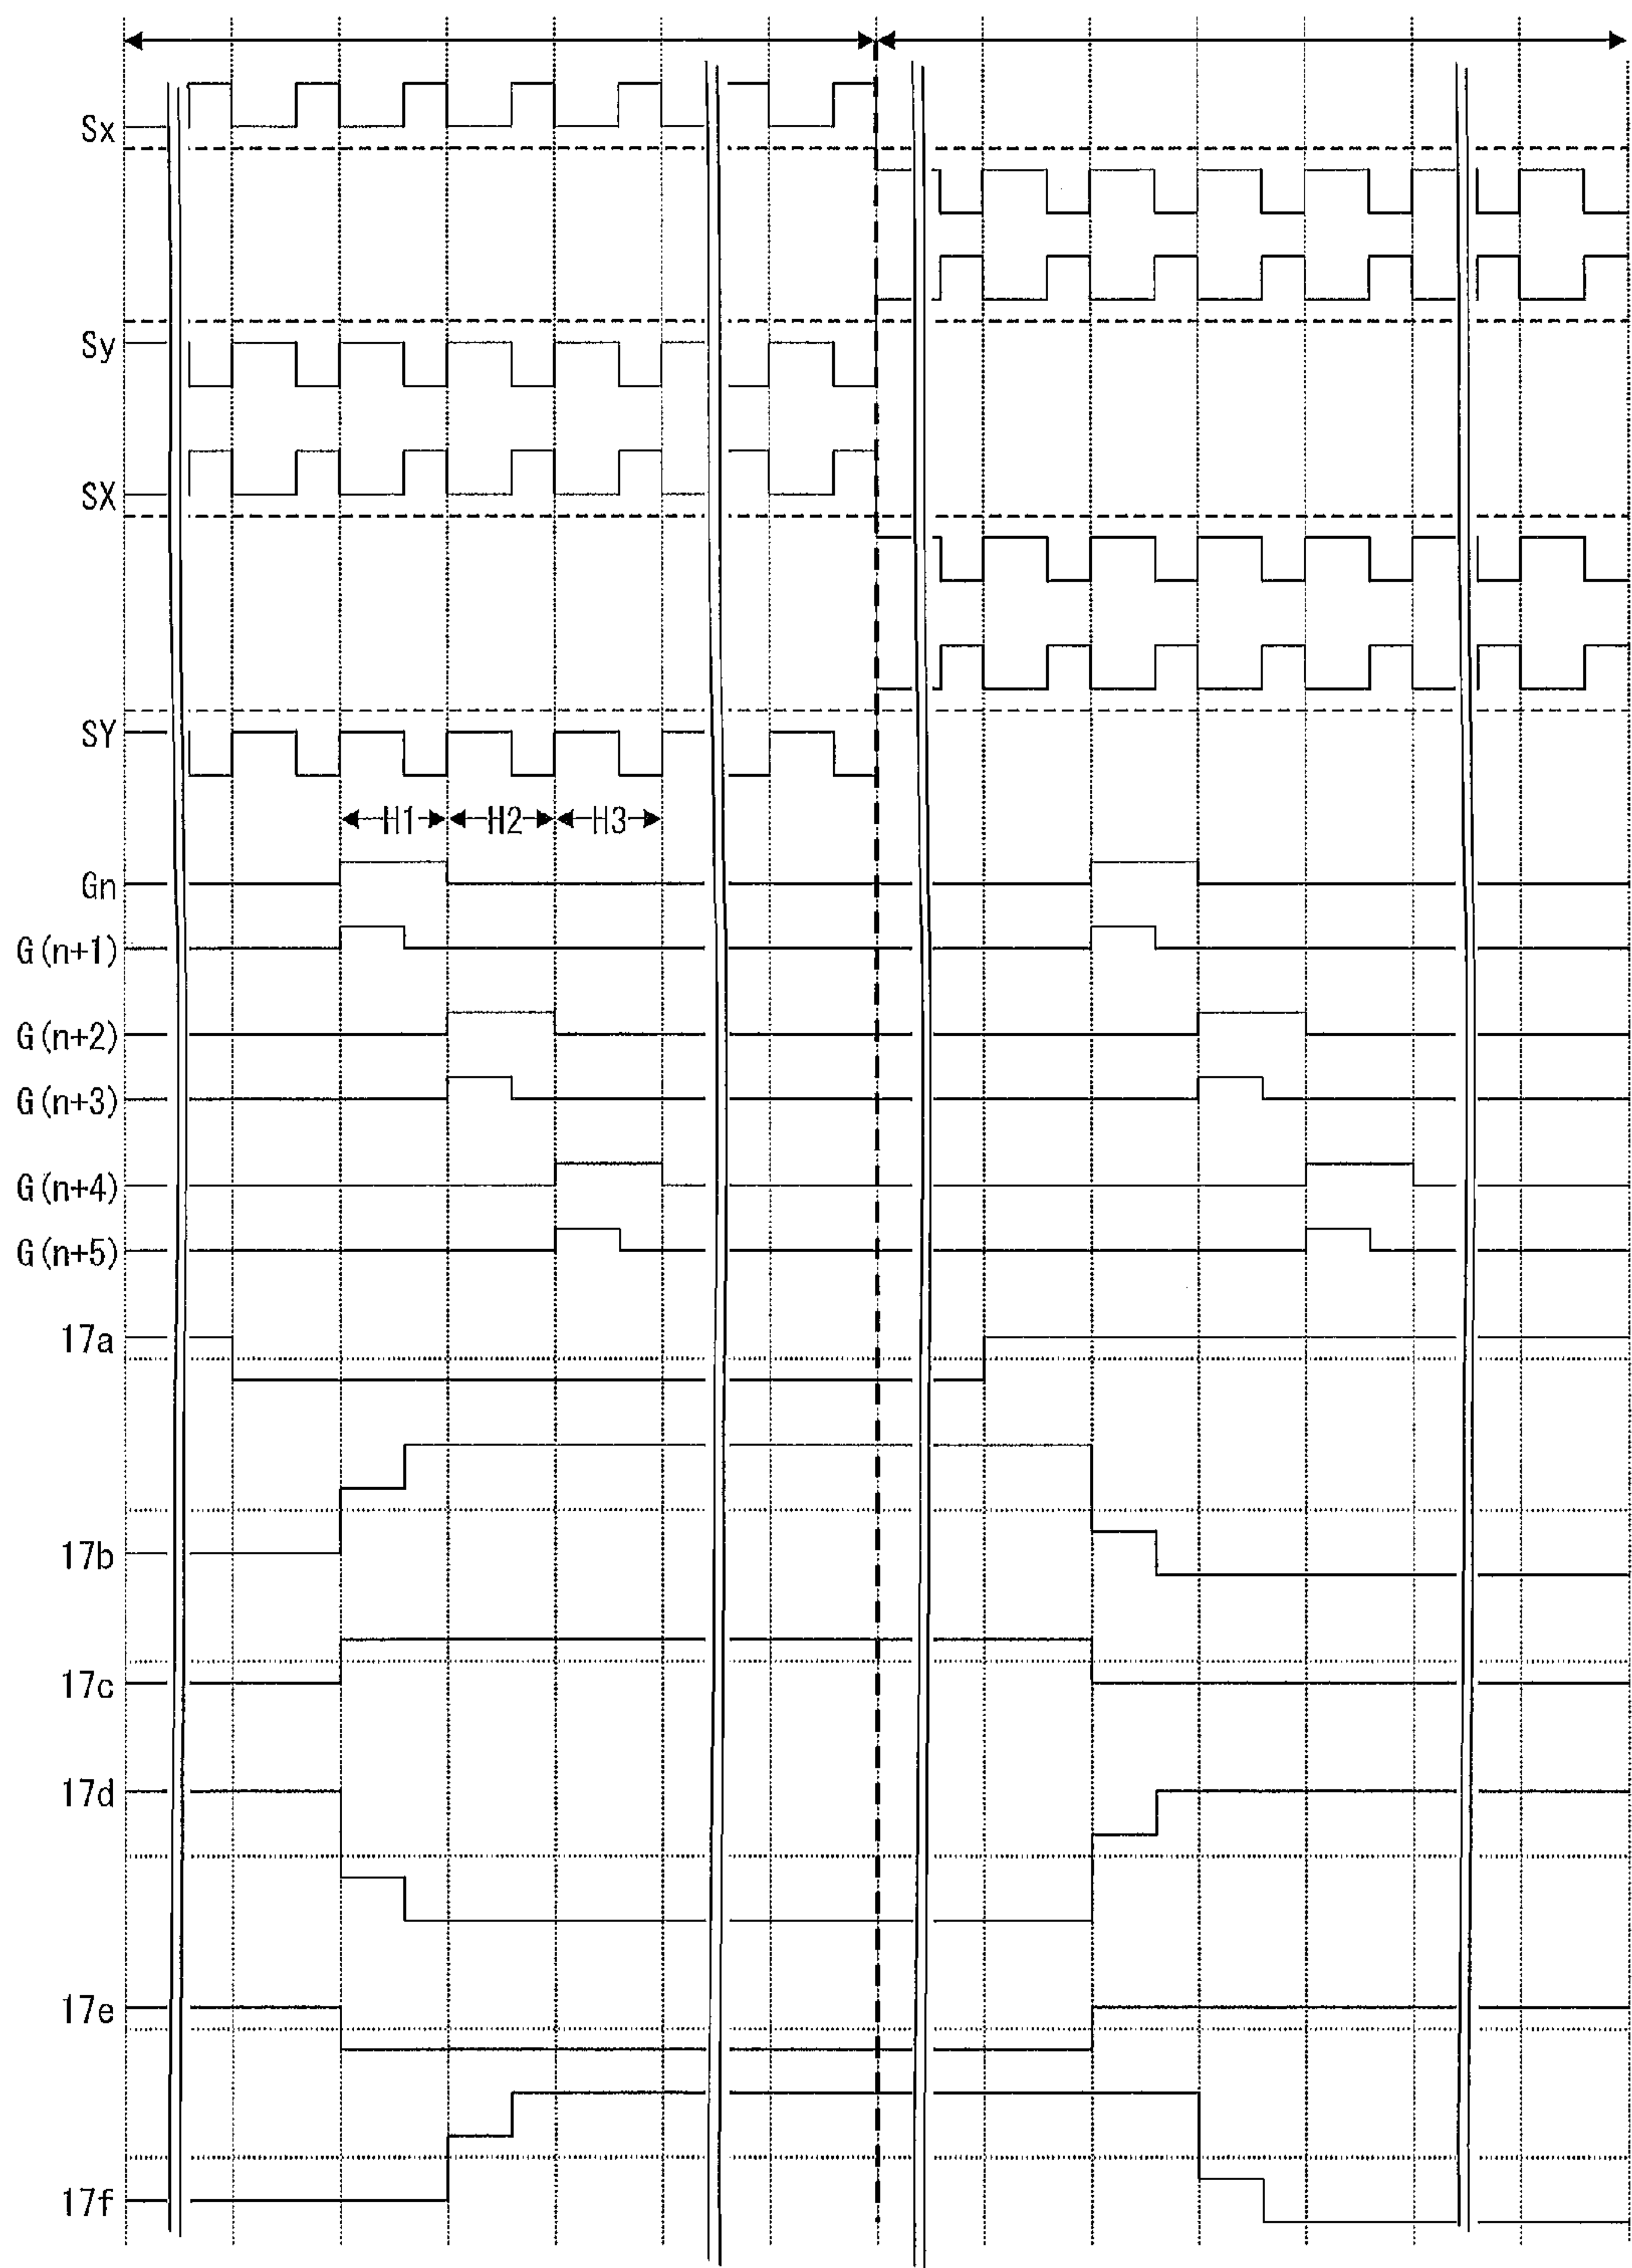 Sx
Sy
SX
SY
H1 H2 H3
Gn
G(n+1)
G(n+2)
G(n+3)
G(n+4)
G(n+5)
17a
17b
17c
17d
17e
17f